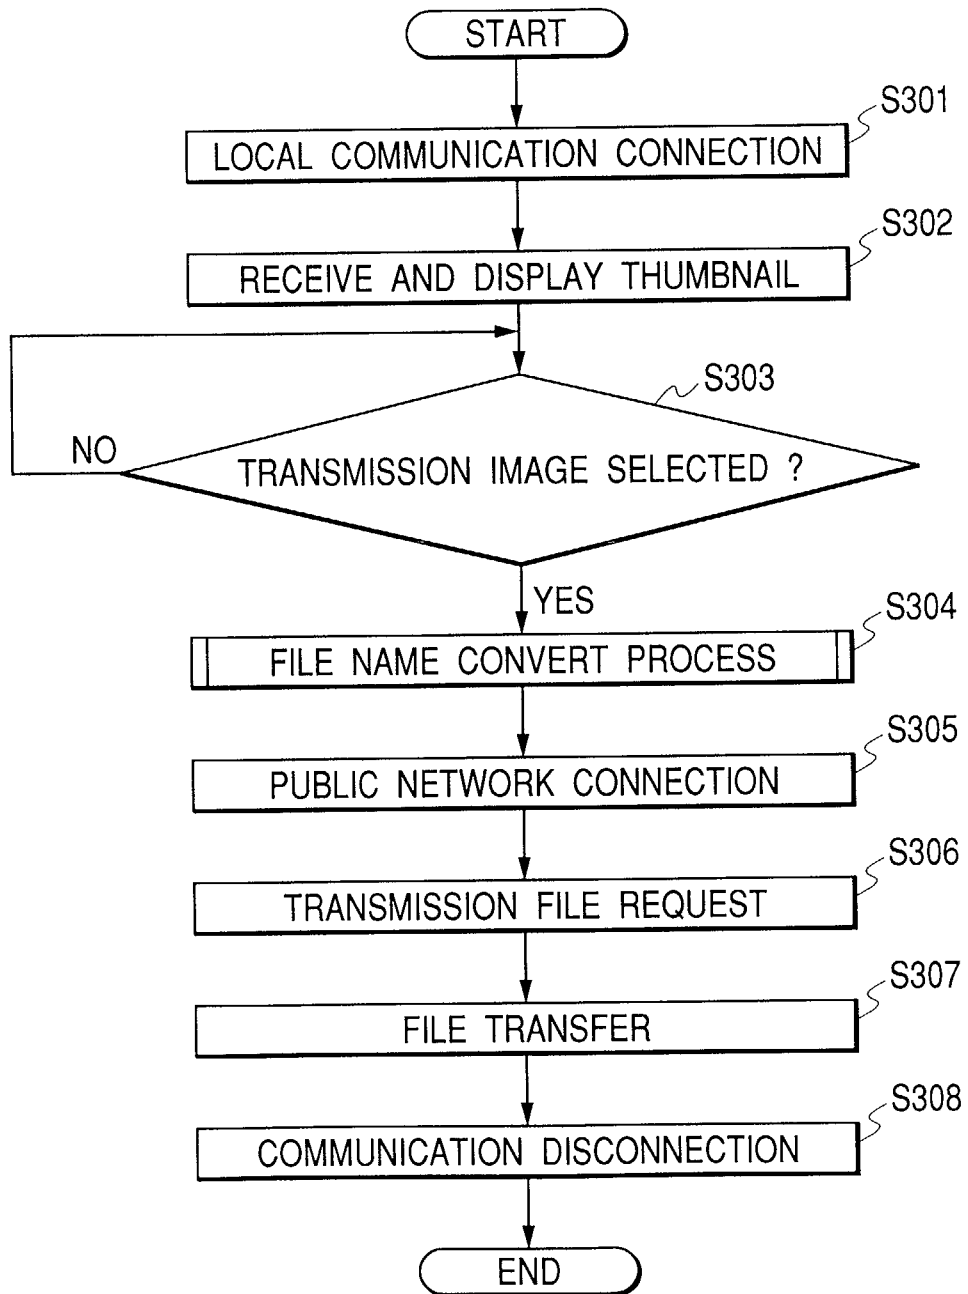 START
S301
LOCAL COMMUNICATION CONNECTION
S302
RECEIVE AND DISPLAY THUMBNAIL
S303
NO
TRANSMISSION IMAGE SELECTED ?
YES
S304
FILE NAME CONVERT PROCESS
S305
PUBLIC NETWORK CONNECTION
S306
TRANSMISSION FILE REQUEST
S307
FILE TRANSFER
S308
COMMUNICATION DISCONNECTION
END